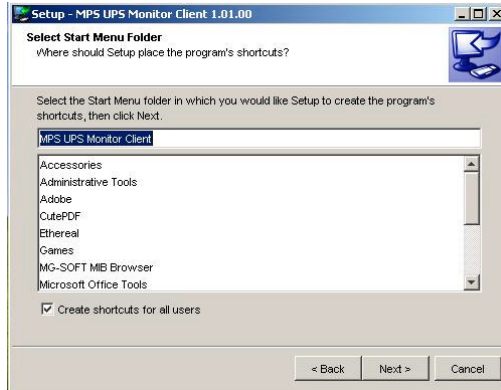 Setup - MPS UPS Monitor Client 1.01.00
Select Start Menu Folder
Where should Setup place the program's shortcuts?
Select the Start Menu folder in which you would like Setup to create the program's
shortcuts, then click Next.
MPS UPS Monitor Client
Accessories
Administrative Tools
Adobe
CutePDF
Ethereal
Games
MG-SOFT MIB Browser
Microsoft Office Tools
Create shortcuts for all users
< Back
Next >
Cancel